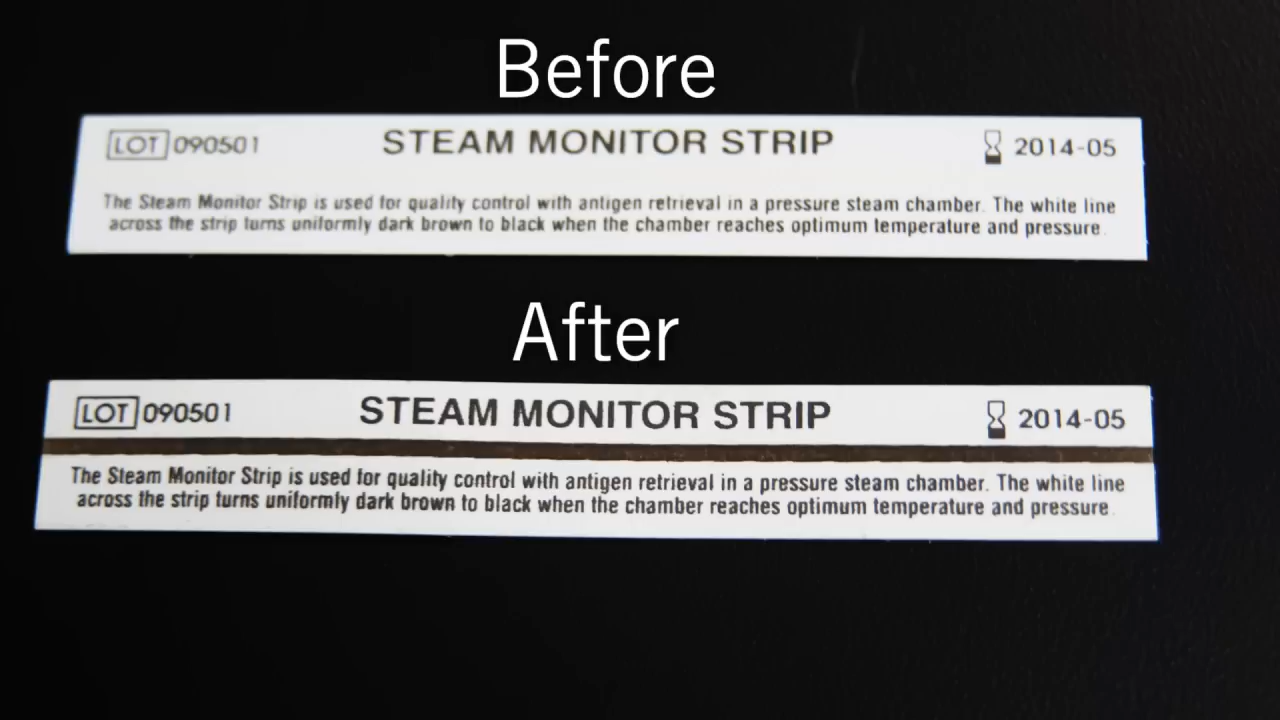 Before
LOT 090501 STEAM MONITOR STRIP 2014-05
The Steam Monitor Strip is used for quality control with antigen retrieval in a pressure steam chamber. The white line
across the strip turns uniformly dark brown to black when the chamber reaches optimum temperature and pressure.
After
LOT 090501 STEAM MONITOR STRIP 2014-05
The Steam Monitor Strip is used for quality control with antigen retrieval in a pressure steam chamber. The white line
across the strip turns uniformly dark brown to black when the chamber reaches optimum temperature and pressure.